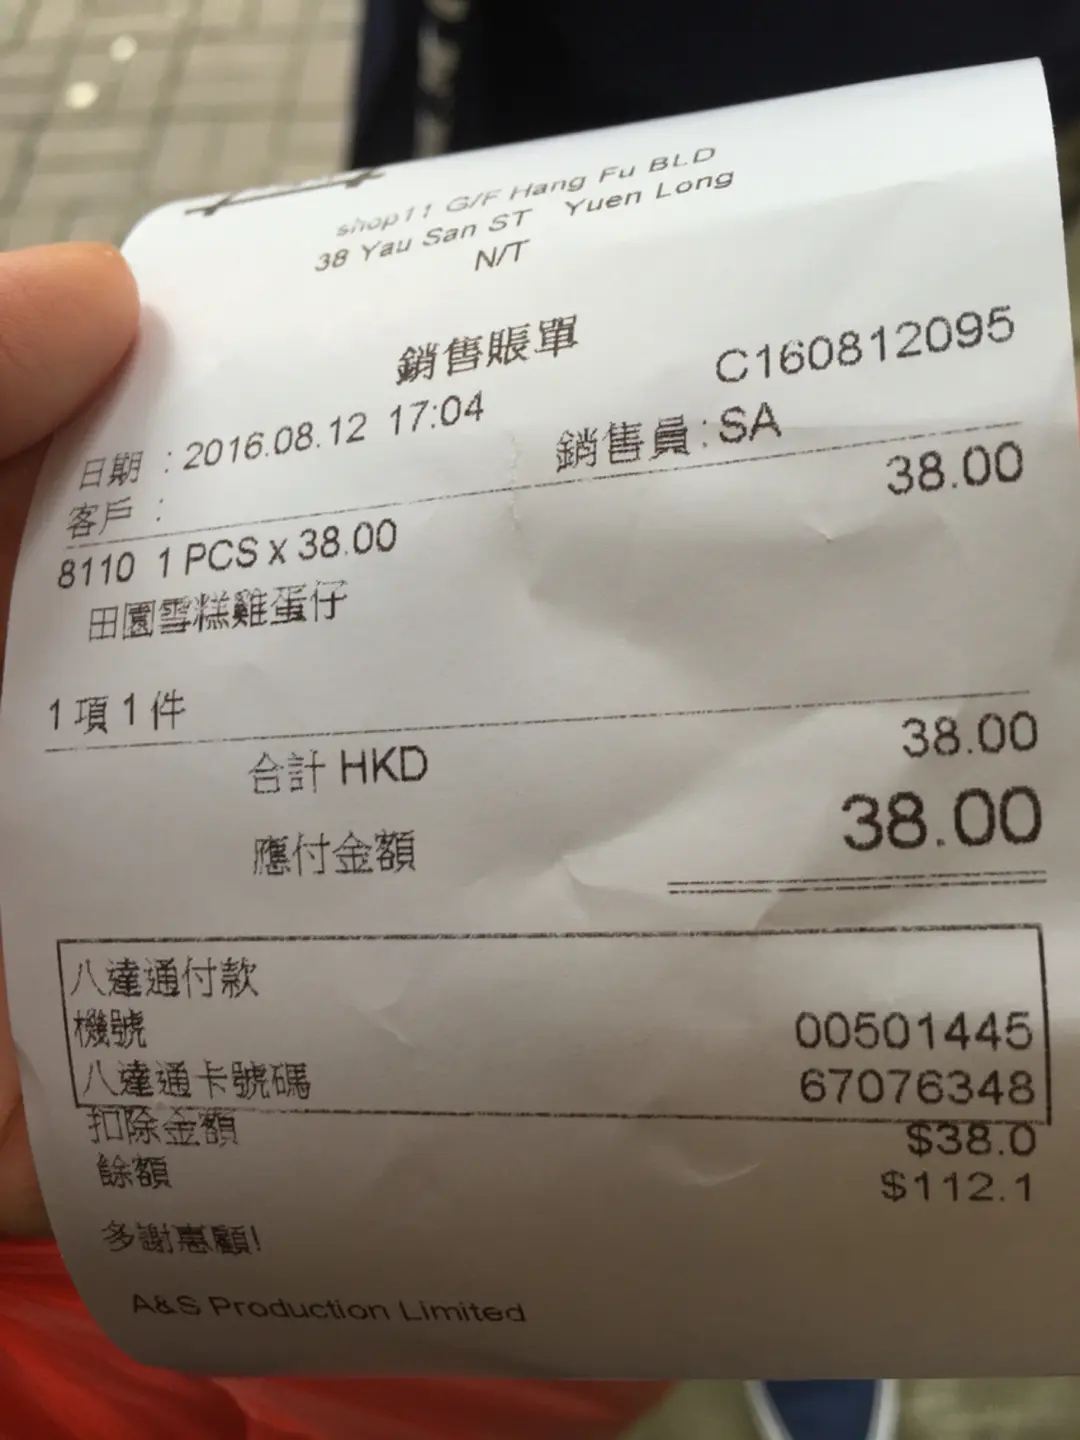 shop11 G/F Hang Fu BLD
38 Yau San ST Yuen Long
N/T
銷售賬單
C160812095
日期 : 2016.08.12 17:04
銷售員 : SA
客戶 :
8110 1 PCS x 38.00 38.00
田園雪糕雞蛋仔
1 項 1 件
合計 HKD 38.00
應付金額 38.00
八達通付款
機號 00501445
八達通卡號碼 67076348
扣除金額 $38.0
餘額 $112.1
多謝惠顧!
A&S Production Limited